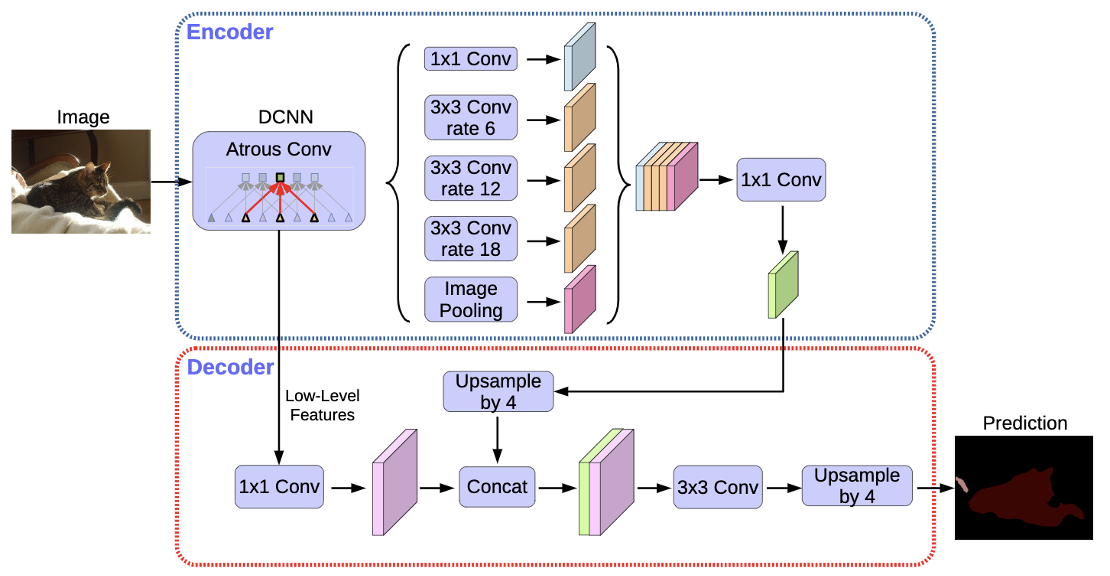 Encoder
Image
DCNN
Atrous Conv
1x1 Conv
3x3 Conv
rate 6
3x3 Conv
rate 12
3x3 Conv
rate 18
Image
Pooling
1x1 Conv
Decoder
Low-Level
Features
Upsample
by 4
1x1 Conv
Concat
3x3 Conv
Upsample
by 4
Prediction